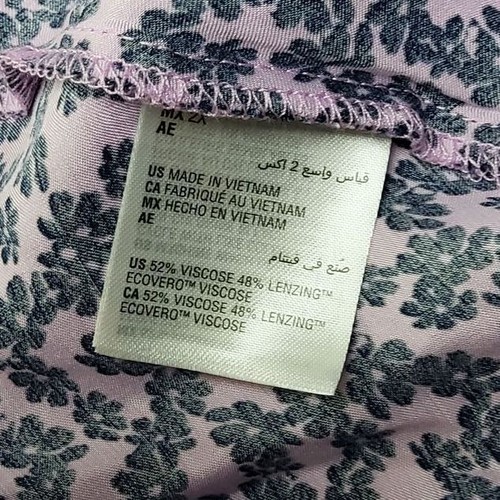 MX 2X
AE
قياس واسع 2 اكس
US MADE IN VIETNAM
CA FABRIQUÉ AU VIETNAM
MX HECHO EN VIETNAM
AE
صنع في فيتنام
US 52% VISCOSE 48% LENZING™
ECOVERO™ VISCOSE
CA 52% VISCOSE 48% LENZING™
ECOVERO™ VISCOSE